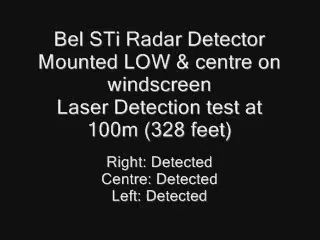 Bel STi Radar Detector
Mounted LOW & centre on
windscreen
Laser Detection test at
100m (328 feet)
Right: Detected
Centre: Detected
Left: Detected